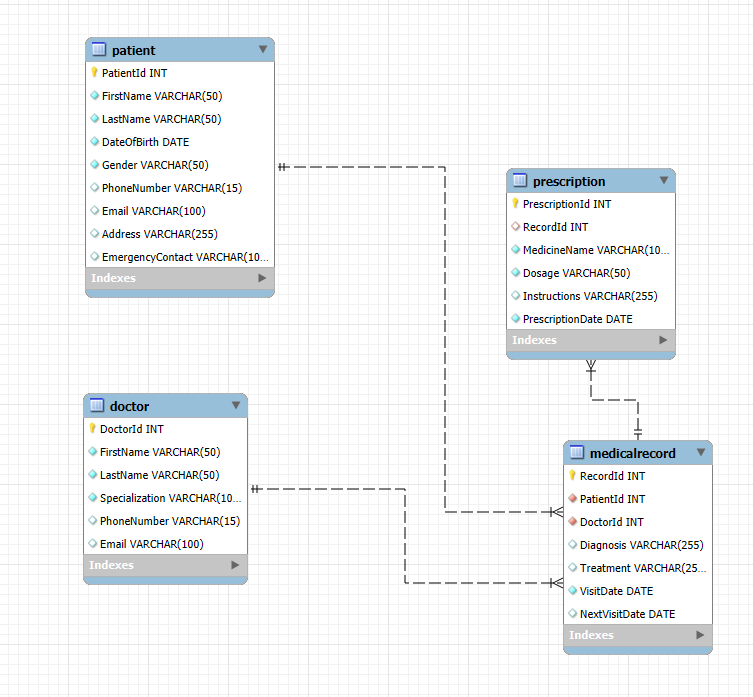 patient
PatientId INT
FirstName VARCHAR(50)
LastName VARCHAR(50)
DateOfBirth DATE
Gender VARCHAR(50)
PhoneNumber VARCHAR(15)
Email VARCHAR(100)
Address VARCHAR(255)
EmergencyContact VARCHAR(10...
Indexes
prescription
PrescriptionId INT
RecordId INT
MedicineName VARCHAR(10...
Dosage VARCHAR(50)
Instructions VARCHAR(255)
PrescriptionDate DATE
Indexes
doctor
DoctorId INT
FirstName VARCHAR(50)
LastName VARCHAR(50)
Specialization VARCHAR(10...
PhoneNumber VARCHAR(15)
Email VARCHAR(100)
Indexes
medicalrecord
RecordId INT
PatientId INT
DoctorId INT
Diagnosis VARCHAR(255)
Treatment VARCHAR(25...
VisitDate DATE
NextVisitDate DATE
Indexes